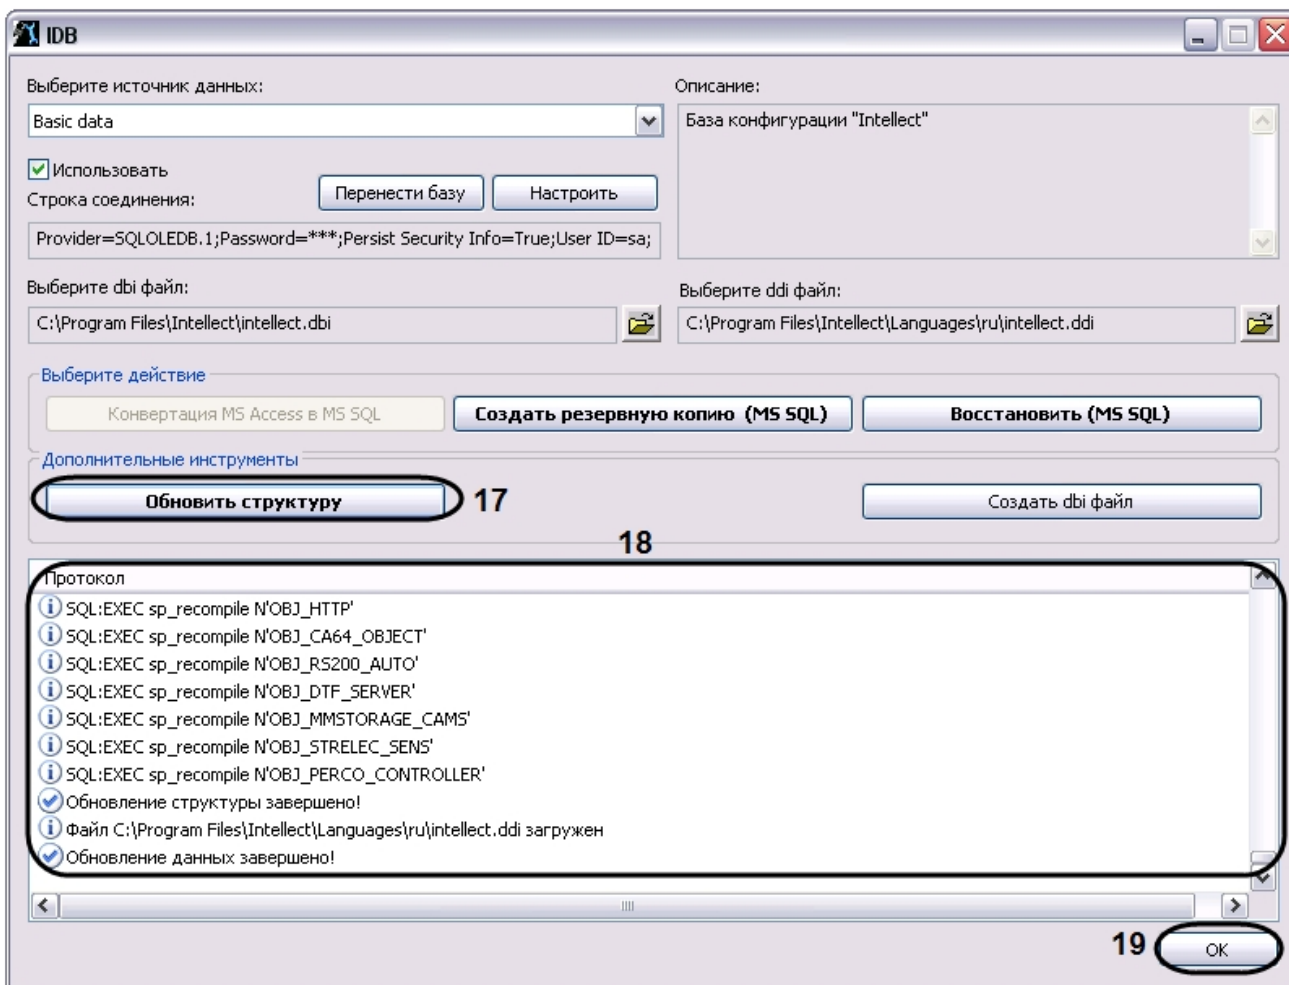 IDB
Выберите источник данных:
Описание:
Basic data
База конфигурации "Intellect"
Использовать
Строка соединения:
Перенести базу
Настроить
Provider=SQLOLEDB.1;Password=***;Persist Security Info=True;User ID=sa;
Выберите dbi файл:
Выберите ddi файл:
C:\Program Files\Intellect\intellect.dbi
C:\Program Files\Intellect\Languages\ru\intellect.ddi
Выберите действие
Конвертация MS Access в MS SQL
Создать резервную копию (MS SQL)
Восстановить (MS SQL)
Дополнительные инструменты
Обновить структуру
17
Создать dbi файл
18
Протокол
SQL:EXEC sp_recompile N'OBJ_HTTP'
SQL:EXEC sp_recompile N'OBJ_CA64_OBJECT'
SQL:EXEC sp_recompile N'OBJ_RS200_AUTO'
SQL:EXEC sp_recompile N'OBJ_DTF_SERVER'
SQL:EXEC sp_recompile N'OBJ_MMSTORAGE_CAMS'
SQL:EXEC sp_recompile N'OBJ_STRELEC_SENS'
SQL:EXEC sp_recompile N'OBJ_PERCO_CONTROLLER'
Обновление структуры завершено!
Файл C:\Program Files\Intellect\Languages\ru\intellect.ddi загружен
Обновление данных завершено!
19
OK